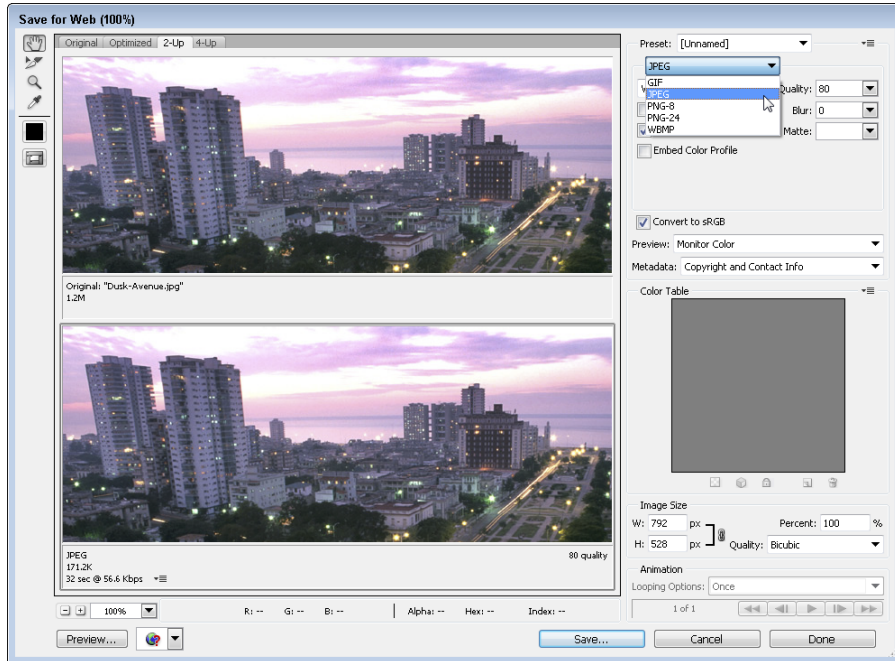 Save for Web (100%)
Original Optimized 2-Up 4-Up
Original: "Dusk-Avenue.jpg"
1.2M
JPEG
80 quality
171.2K
32 sec @ 56.6 Kbps
100%
R: -- G: -- B: -- Alpha: -- Hex: -- Index: --
Preview...
Save... Cancel Done
Preset: [Unnamed]
JPEG
GIF
JPEG
PNG-8
PNG-24
WBMP
Quality: 80
Blur: 0
Matte:
Embed Color Profile
Convert to sRGB
Preview: Monitor Color
Metadata: Copyright and Contact Info
Color Table
Image Size
W: 792 px Percent: 100 %
H: 528 px Quality: Bicubic
Animation
Looping Options: Once
1 of 1